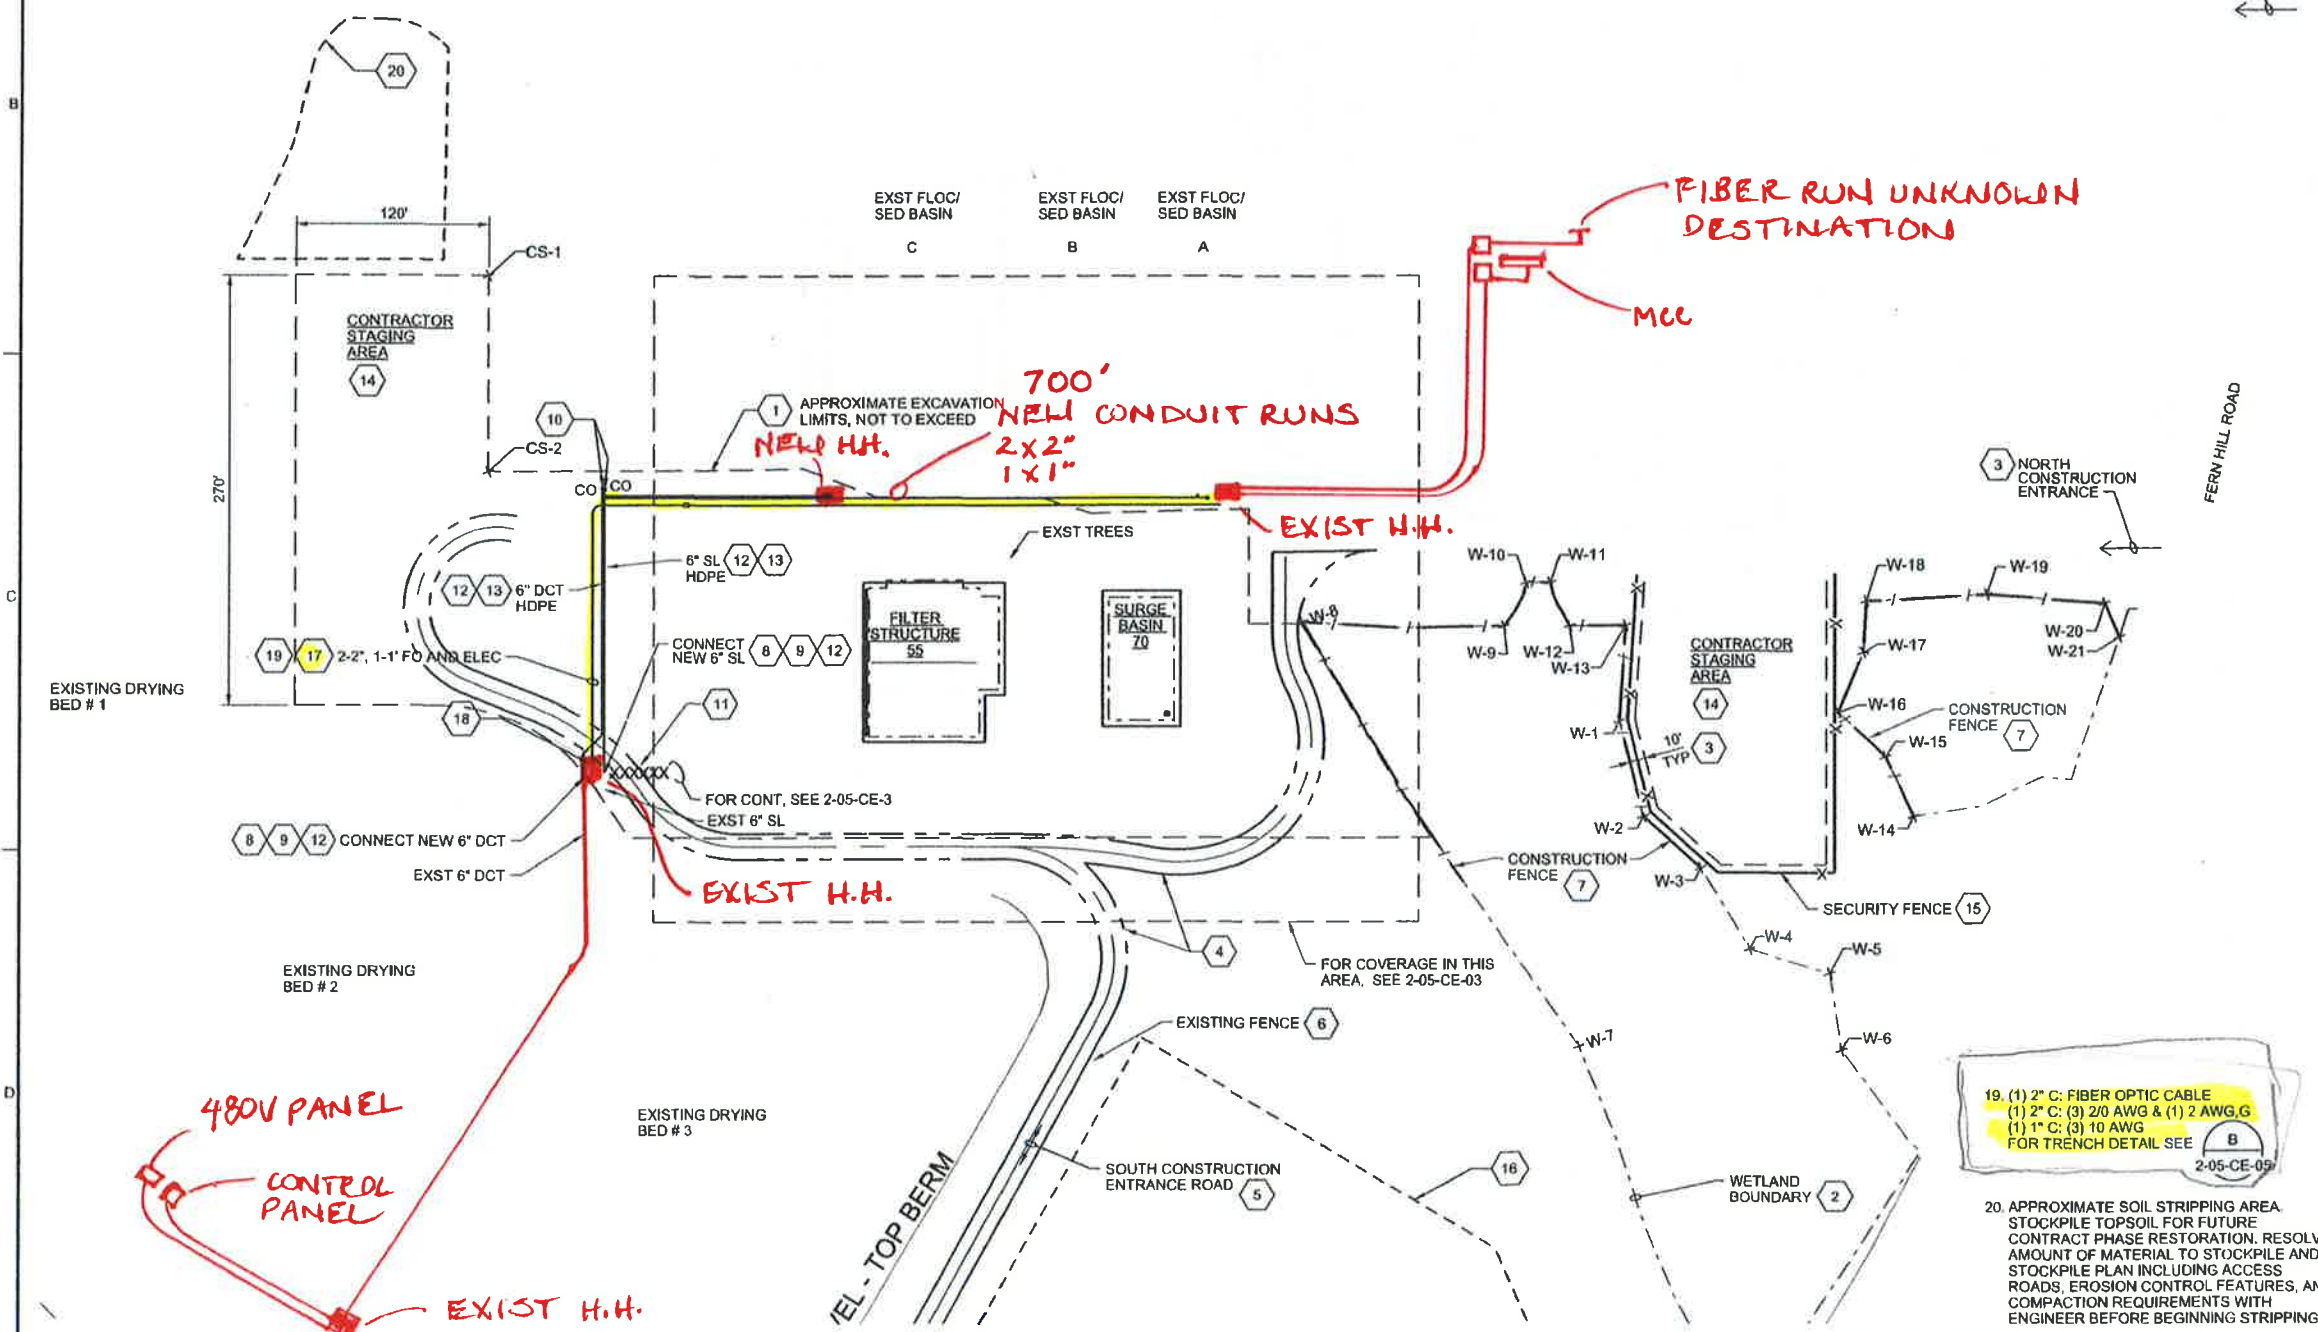 B
20
120'
CS-1
EXST FLOC/
SED BASIN
C
EXST FLOC/
SED BASIN
B
EXST FLOC/
SED BASIN
A
FIBER RUN UNKNOWN
DESTINATION
MCC
CONTRACTOR
STAGING
AREA
14
270'
10
CS-2
1
APPROXIMATE EXCAVATION
LIMITS, NOT TO EXCEED
NEW H.H.
700'
NEW CONDUIT RUNS
2 X 2"
1 X 1"
CO
CO
EXIST H.H.
EXST TREES
FERN HILL ROAD
3
NORTH
CONSTRUCTION
ENTRANCE
C
12
13
6" DCT
HDPE
6" SL
HDPE
12
13
19
17
2-2", 1-1' FO AND ELEC
CONNECT
NEW 6" SL
8
9
12
FILTER
STRUCTURE
55
SURGE
BASIN
70
W-8
W-10
W-11
W-9
W-12
W-13
W-18
W-19
W-17
W-20
W-21
CONTRACTOR
STAGING
AREA
14
W-16
CONSTRUCTION
FENCE
7
W-15
W-14
W-1
10'
TYP
3
W-2
W-3
EXISTING DRYING
BED # 1
18
11
FOR CONT, SEE 2-05-CE-3
EXST 6" SL
8
9
12
CONNECT NEW 6" DCT
EXST 6" DCT
EXIST H.H.
CONSTRUCTION
FENCE
7
SECURITY FENCE
15
4
W-4
W-5
W-6
W-7
FOR COVERAGE IN THIS
AREA, SEE 2-05-CE-03
EXISTING DRYING
BED # 2
EXISTING FENCE
6
D
480V PANEL
CONTROL
PANEL
EXIST H.H.
EXISTING DRYING
BED # 3
VEL - TOP BERM
SOUTH CONSTRUCTION
ENTRANCE ROAD
5
16
WETLAND
BOUNDARY
2
19. (1) 2" C: FIBER OPTIC CABLE
(1) 2" C: (3) 2/0 AWG & (1) 2 AWG,G
(1) 1" C: (3) 10 AWG
FOR TRENCH DETAIL SEE
B
2-05-CE-05
20. APPROXIMATE SOIL STRIPPING AREA.
STOCKPILE TOPSOIL FOR FUTURE
CONTRACT PHASE RESTORATION. RESOLV
AMOUNT OF MATERIAL TO STOCKPILE AND
STOCKPILE PLAN INCLUDING ACCESS
ROADS, EROSION CONTROL FEATURES, AN
COMPACTION REQUIREMENTS WITH
ENGINEER BEFORE BEGINNING STRIPPING